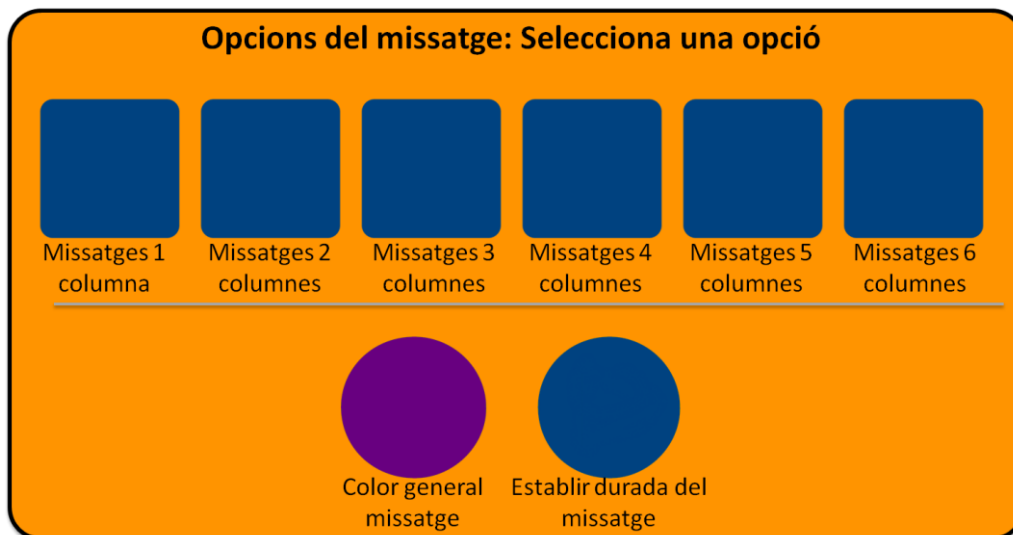 Opcions del missatge: Selecciona una opció
Missatges 1
columna
Missatges 2
columnes
Missatges 3
columnes
Missatges 4
columnes
Missatges 5
columnes
Missatges 6
columnes
Color general
missatge
Establir durada del
missatge